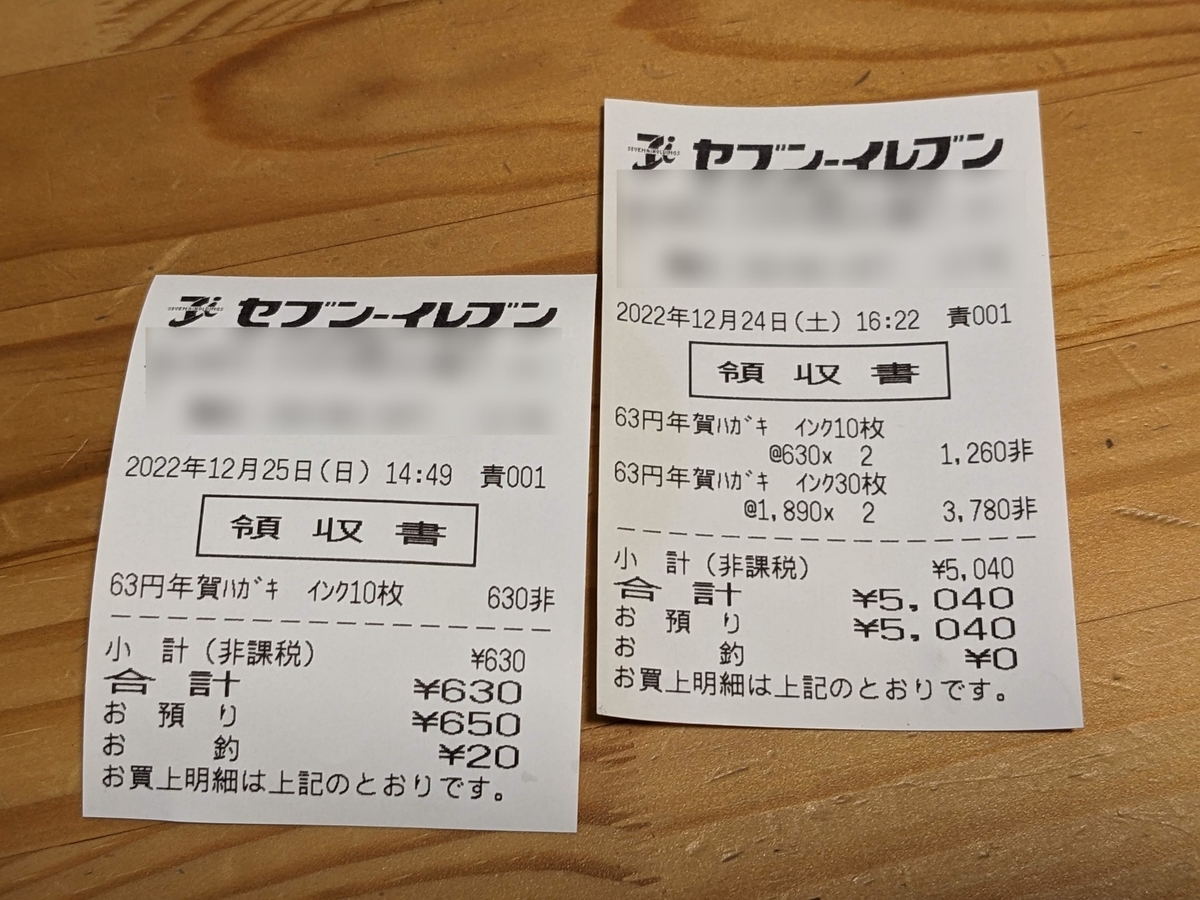 セブン-イレブン
2022年12月25日(日) 14:49 責001
領収書
63円年賀ﾊｶﾞｷ ｲﾝｸ10枚 630非
小 計(非課税) ¥630
合 計 ¥630
お 預 り ¥650
お 釣 ¥20
お買上明細は上記のとおりです。
セブン-イレブン
2022年12月24日(土) 16:22 責001
領収書
63円年賀ﾊｶﾞｷ ｲﾝｸ10枚
@630x 2 1,260非
63円年賀ﾊｶﾞｷ ｲﾝｸ30枚
@1,890x 2 3,780非
小 計(非課税) ¥5,040
合 計 ¥5,040
お 預 り ¥5,040
お 釣 ¥0
お買上明細は上記のとおりです。